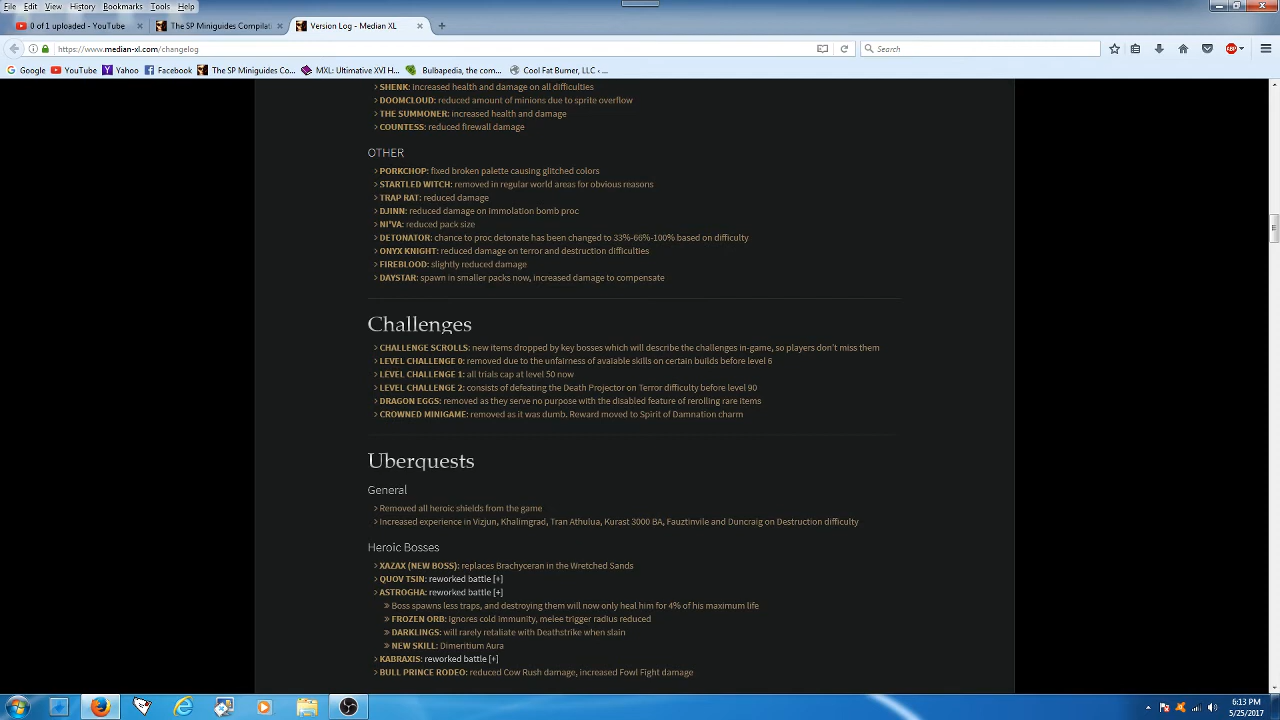 File Edit View History Bookmarks Tools Help
0 of 1 uploaded - YouTube
The SP Miniguides Compendi...
Version Log - Median XL
https://www.median-xl.com/changelog
Search
Google YouTube Yahoo Facebook The SP Miniguides Co... MXL: Ultimative XVI H... Bulbapedia, the com... Cool Fat Burner, LLC ‹ ...
SHENK: increased health and damage on all difficulties
DOOMCLOUD: reduced amount of minions due to sprite overflow
THE SUMMONER: increased health and damage
COUNTESS: reduced firewall damage
OTHER
PORKCHOP: fixed broken palette causing glitched colors
STARTLED WITCH: removed in regular world areas for obvious reasons
TRAP RAT: reduced damage
DJINN: reduced damage on Immolation bomb proc
NI'VA: reduced pack size
DETONATOR: chance to proc detonate has been changed to 33%-66%-100% based on difficulty
ONYX KNIGHT: reduced damage on terror and destruction difficulties
FIREBLOOD: slightly reduced damage
DAYSTAR: spawn in smaller packs now, increased damage to compensate
Challenges
CHALLENGE SCROLLS: new items dropped by key bosses which will describe the challenges in-game, so players don't miss them
LEVEL CHALLENGE 0: removed due to the unfairness of avaiable skills on certain builds before level 6
LEVEL CHALLENGE 1: all trials cap at level 50 now
LEVEL CHALLENGE 2: consists of defeating the Death Projector on Terror difficulty before level 90
DRAGON EGGS: removed as they serve no purpose with the disabled feature of rerolling rare items
CROWNED MINIGAME: removed as it was dumb. Reward moved to Spirit of Damnation charm
Uberquests
General
Removed all heroic shields from the game
Increased experience in Vizjun, Khalimgrad, Tran Athulua, Kurast 3000 BA, Fauztinvile and Duncraig on Destruction difficulty
Heroic Bosses
XAZAX (NEW BOSS): replaces Brachyceran in the Wretched Sands
QUOV TSIN: reworked battle [+]
ASTROGHA: reworked battle [+]
Boss spawns less traps, and destroying them will now only heal him for 4% of his maximum life
FROZEN ORB: ignores cold immunity, melee trigger radius reduced
DARKLINGS: will rarely retaliate with Deathstrike when slain
NEW SKILL: Dimeritium Aura
KABRAXIS: reworked battle [+]
BULL PRINCE RODEO: reduced Cow Rush damage, increased Fowl Fight damage
6:13 PM
5/25/2017